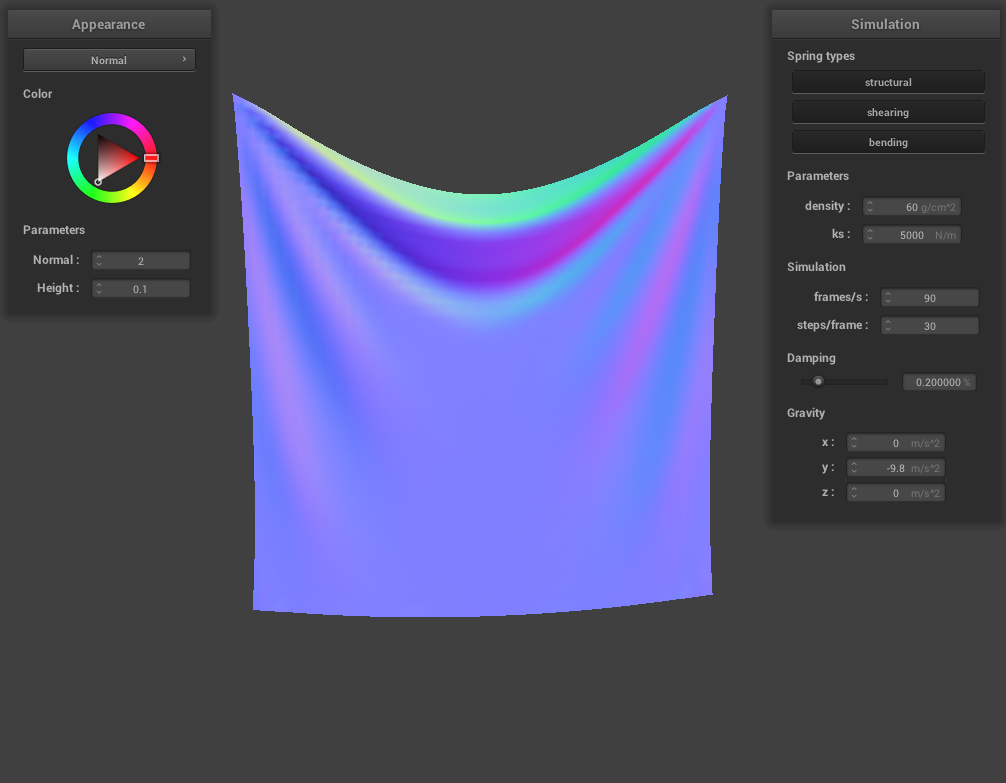 Appearance
Normal ›
Color
Parameters
Normal : 2
Height : 0.1
Simulation
Spring types
structural
shearing
bending
Parameters
density : 60 g/cm^2
ks : 5000 N/m
Simulation
frames/s : 90
steps/frame : 30
Damping
0.200000 %
Gravity
x : 0 m/s^2
y : -9.8 m/s^2
z : 0 m/s^2